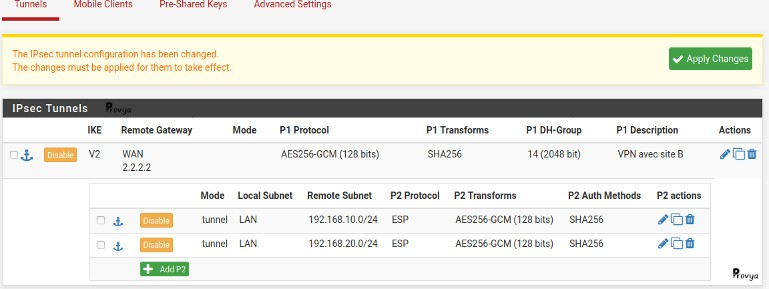 Tunnels Mobile Clients Pre-Shared Keys Advanced Settings
The IPsec tunnel configuration has been changed.
The changes must be applied for them to take effect.
Apply Changes
IPsec Tunnels Provya
IKE Remote Gateway Mode P1 Protocol P1 Transforms P1 DH-Group P1 Description Actions
Disable V2 WAN AES256-GCM (128 bits) SHA256 14 (2048 bit) VPN avec site B
2.2.2.2
Mode Local Subnet Remote Subnet P2 Protocol P2 Transforms P2 Auth Methods P2 actions
Disable tunnel LAN 192.168.10.0/24 ESP AES256-GCM (128 bits) SHA256
Disable tunnel LAN 192.168.20.0/24 ESP AES256-GCM (128 bits) SHA256
Add P2
Provya